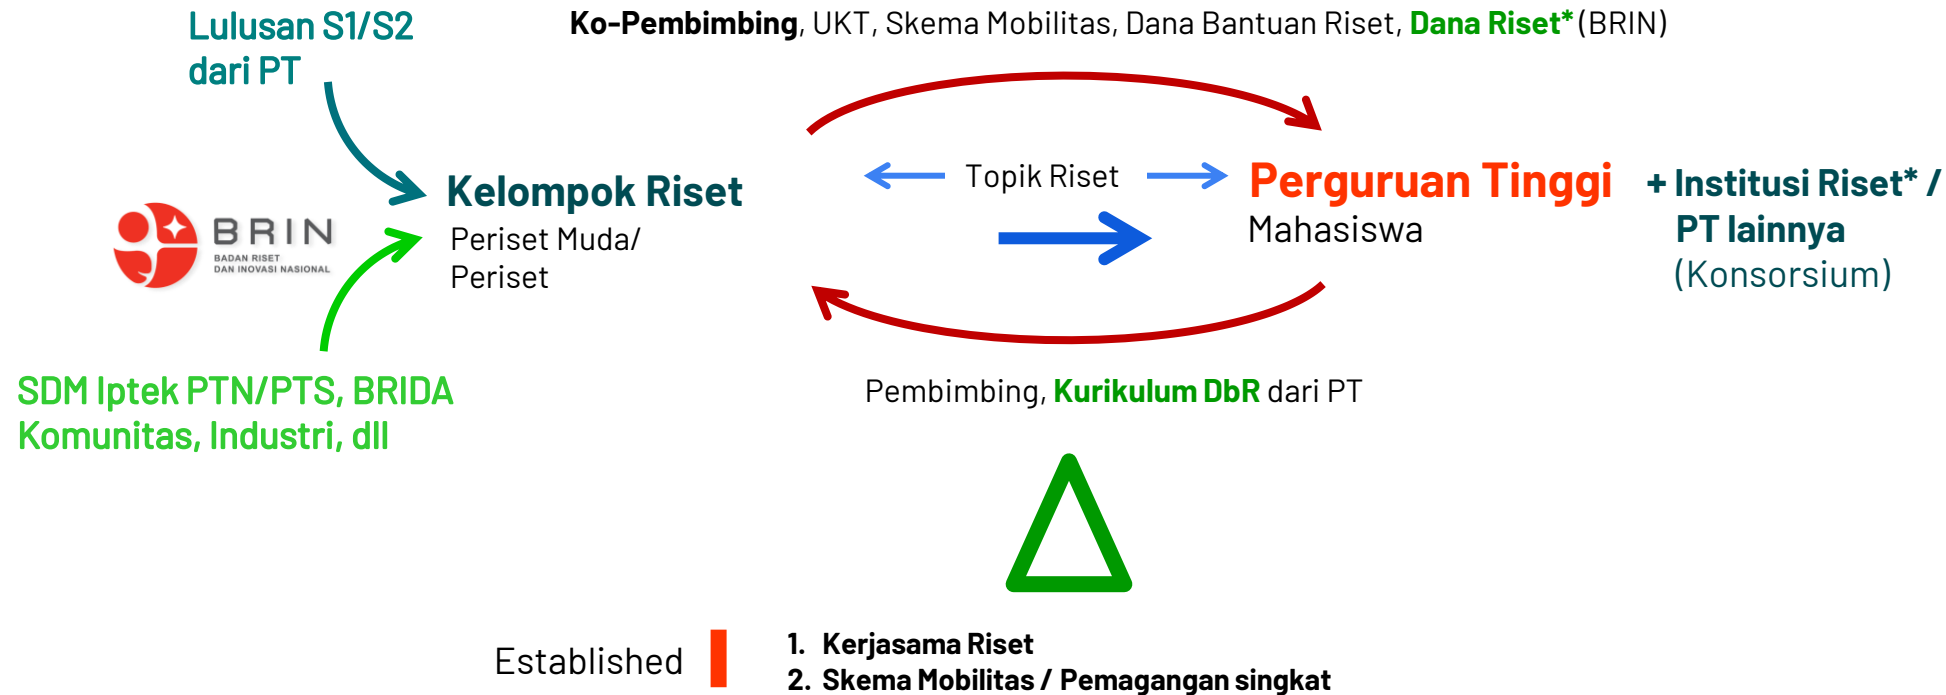 Lulusan S1/S2
dari PT
Ko-Pembimbing, UKT, Skema Mobilitas, Dana Bantuan Riset, Dana Riset* (BRIN)
Kelompok Riset
Periset Muda/
Periset
Topik Riset
Perguruan Tinggi
Mahasiswa
+ Institusi Riset* /
PT lainnya
(Konsorsium)
BRIN
BADAN RISET
DAN INOVASI NASIONAL
SDM Iptek PTN/PTS, BRIDA
Komunitas, Industri, dll
Pembimbing, Kurikulum DbR dari PT
Established
1. Kerjasama Riset
2. Skema Mobilitas / Pemagangan singkat